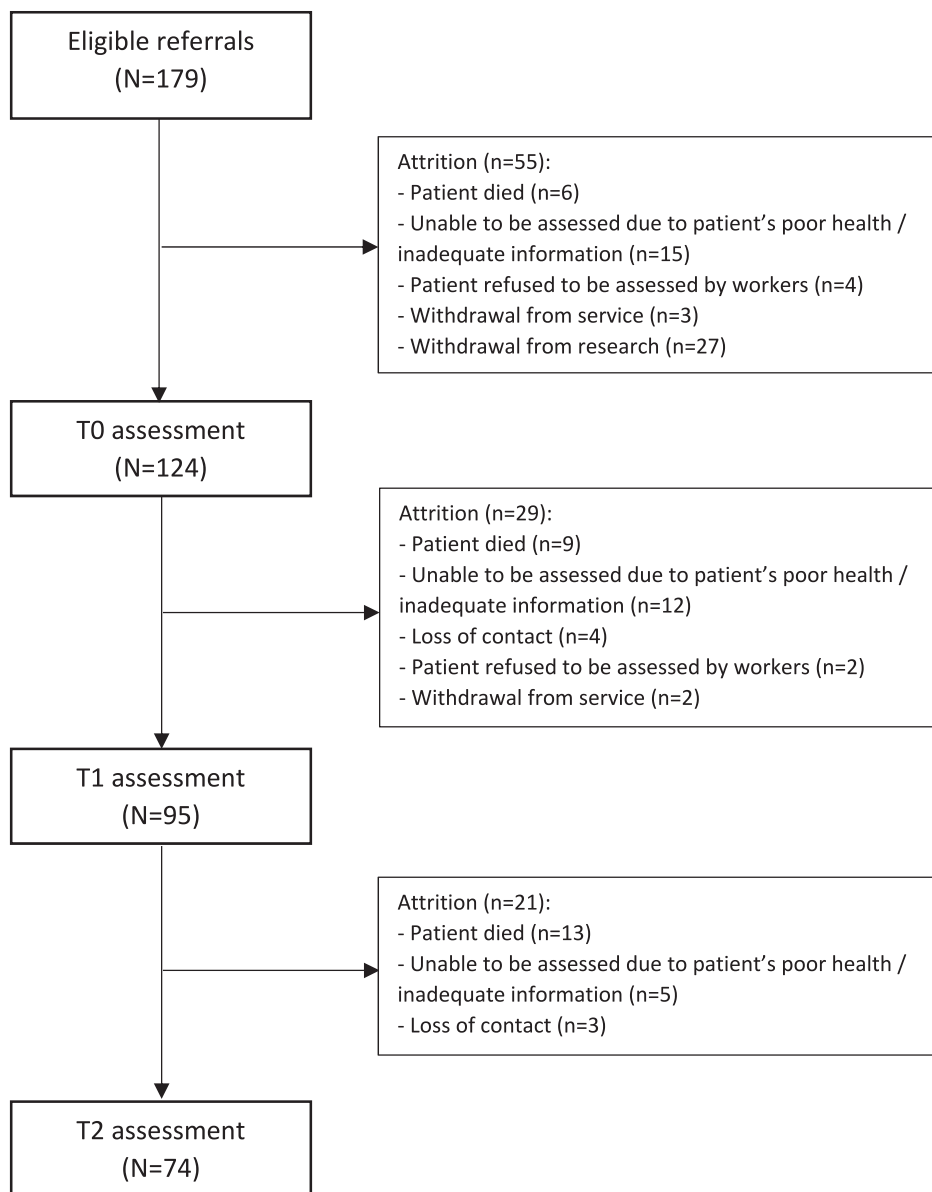 Eligible referrals
(N=179)
Attrition (n=55):
- Patient died (n=6)
- Unable to be assessed due to patient’s poor health /
inadequate information (n=15)
- Patient refused to be assessed by workers (n=4)
- Withdrawal from service (n=3)
- Withdrawal from research (n=27)
T0 assessment
(N=124)
Attrition (n=29):
- Patient died (n=9)
- Unable to be assessed due to patient’s poor health /
inadequate information (n=12)
- Loss of contact (n=4)
- Patient refused to be assessed by workers (n=2)
- Withdrawal from service (n=2)
T1 assessment
(N=95)
Attrition (n=21):
- Patient died (n=13)
- Unable to be assessed due to patient’s poor health /
inadequate information (n=5)
- Loss of contact (n=3)
T2 assessment
(N=74)